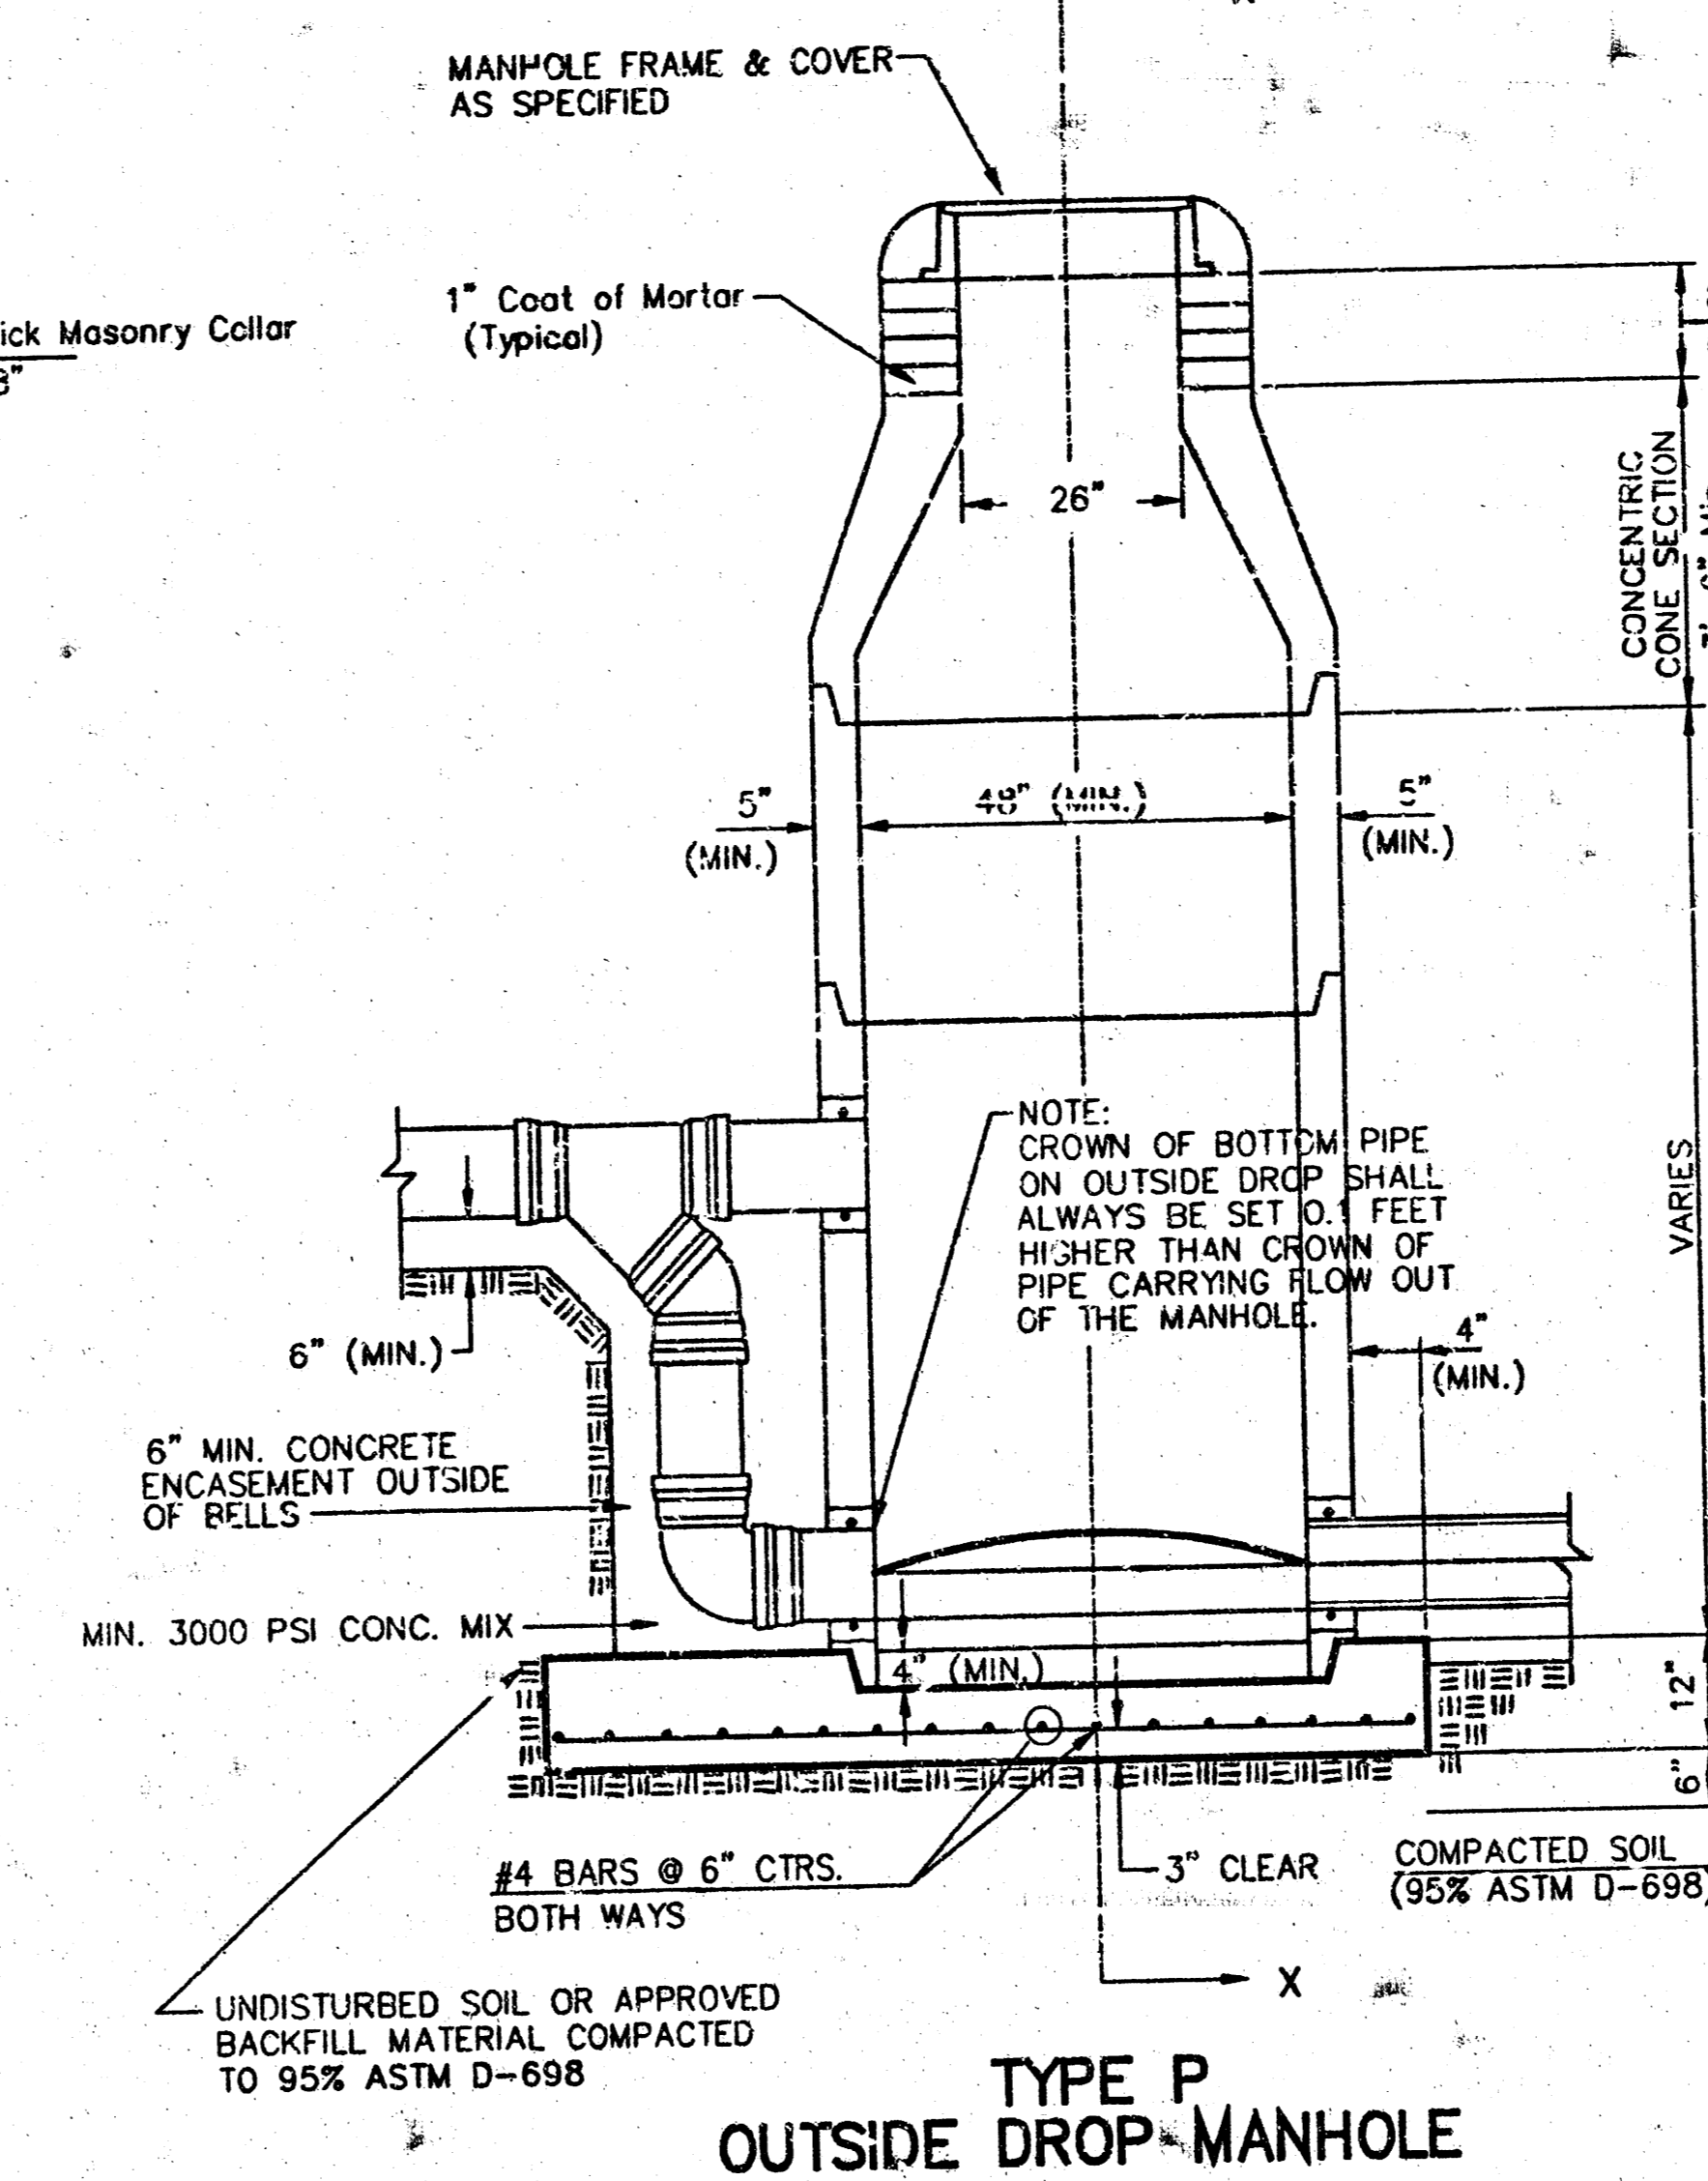 MANHOLE FRAME & COVER
AS SPECIFIED
1" Coat of Mortar
(Typical)
ick Masonry Collar
26"
CONCENTRIC
CONE SECTION
5"
(MIN.)
48" (MIN.)
5"
(MIN.)
NOTE:
CROWN OF BOTTOM PIPE
ON OUTSIDE DROP SHALL
ALWAYS BE SET 0.1 FEET
HIGHER THAN CROWN OF
PIPE CARRYING FLOW OUT
OF THE MANHOLE.
VARIES
6" (MIN.)
4"
(MIN.)
6" MIN. CONCRETE
ENCASEMENT OUTSIDE
OF BELLS
MIN. 3000 PSI CONC. MIX
4" (MIN.)
12"
6"
#4 BARS @ 6" CTRS.
BOTH WAYS
3" CLEAR
COMPACTED SOIL
(95% ASTM D-698)
X
UNDISTURBED SOIL OR APPROVED
BACKFILL MATERIAL COMPACTED
TO 95% ASTM D-698
TYPE P
OUTSIDE DROP MANHOLE